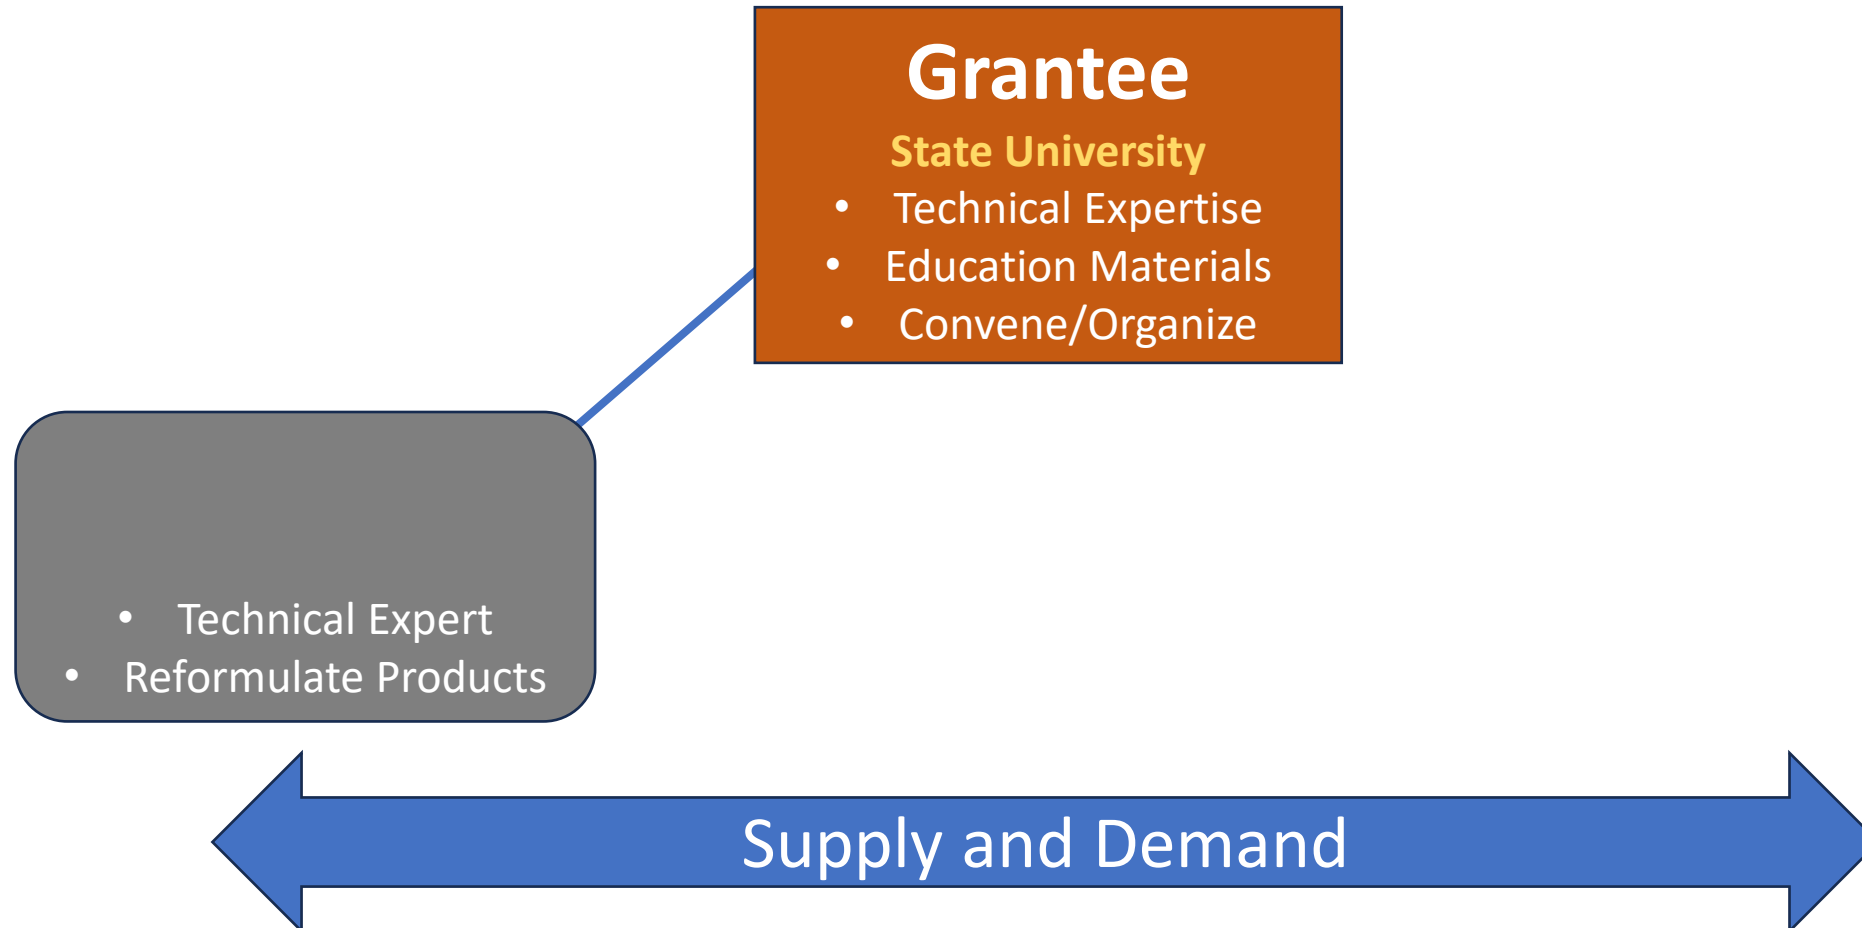 Grantee
State University
• Technical Expertise
• Education Materials
• Convene/Organize
• Technical Expert
• Reformulate Products
Supply and Demand